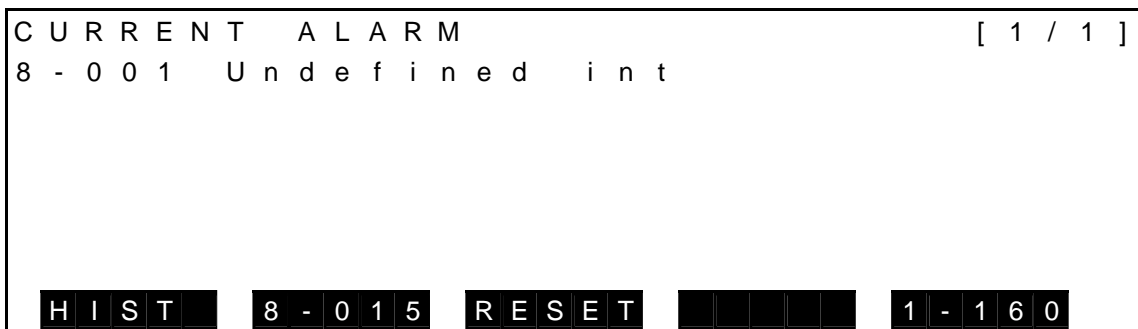 CURRENT ALARM [1/1]
8-001 Undefined int
HIST 8-015 RESET 1-160